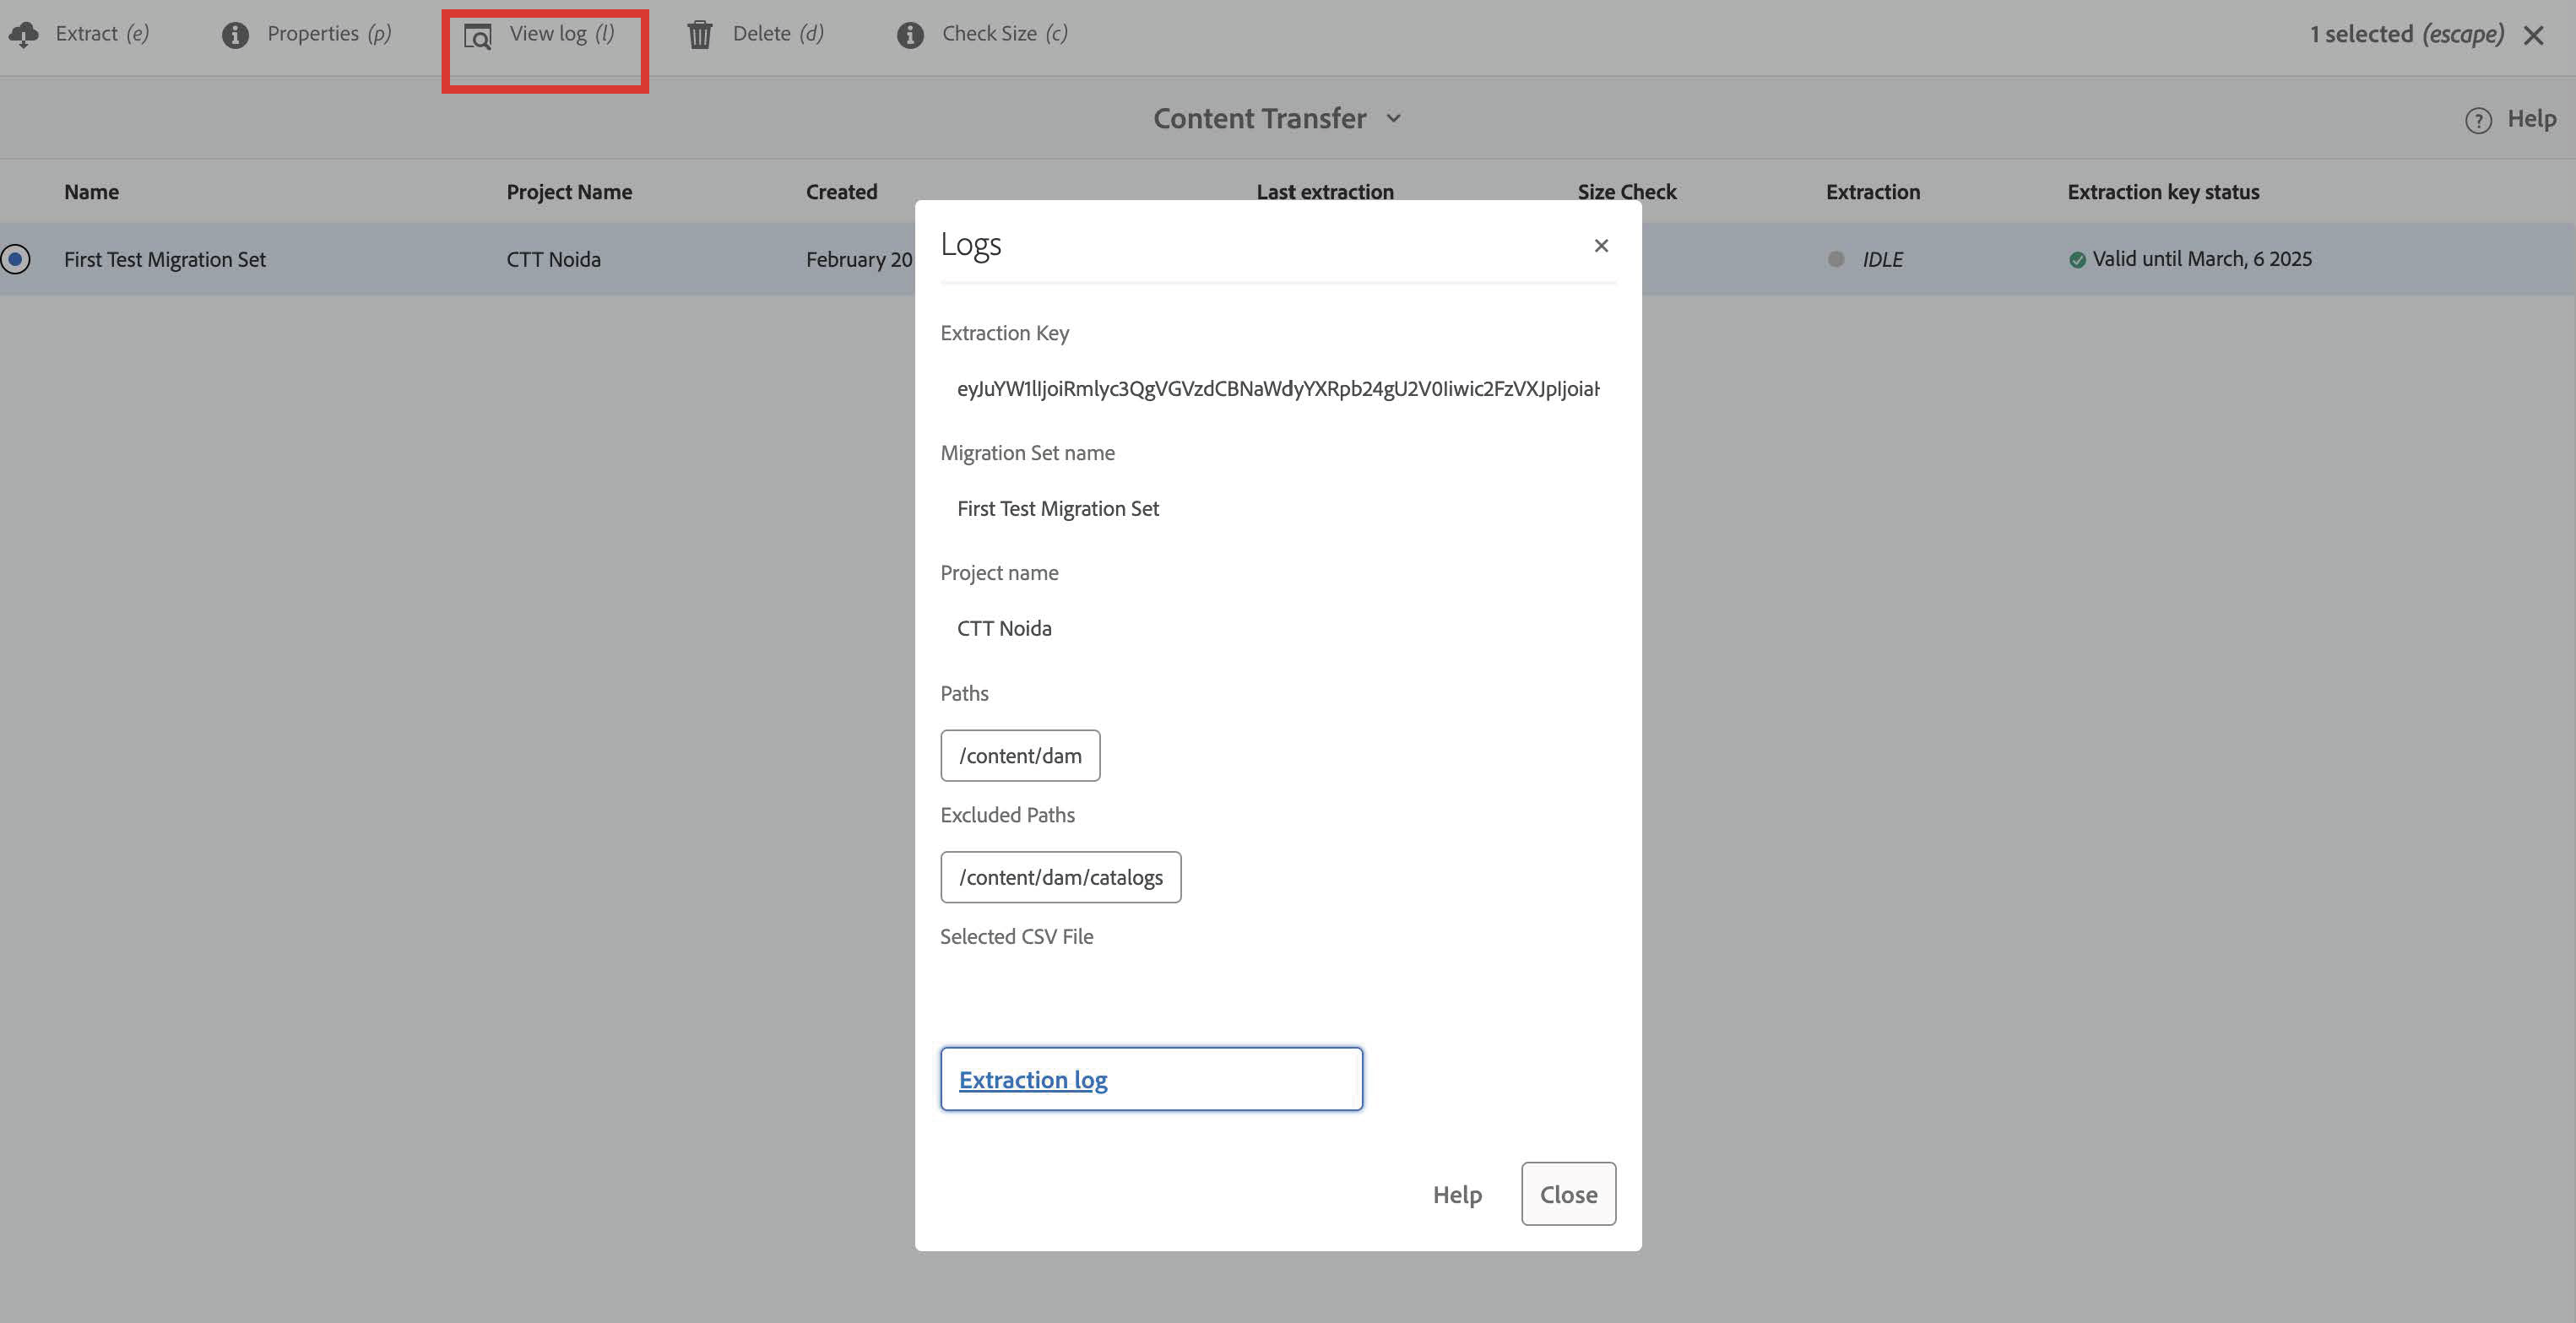 Extract (e) Properties (p) View log (l) Delete (d) Check Size (c) 1 selected (escape)
Content Transfer
Help
Name Project Name Created Last extraction Size Check Extraction Extraction key status
First Test Migration Set CTT Noida February 20 IDLE Valid until March, 6 2025
Logs
Extraction Key
eyJuYW1lIjoiRmlyc3QgVGVzdCBNaWdyYXRpb24gU2V0Iiwic2FzVXJpIjoiaH
Migration Set name
First Test Migration Set
Project name
CTT Noida
Paths
/content/dam
Excluded Paths
/content/dam/catalogs
Selected CSV File
Extraction log
Help Close